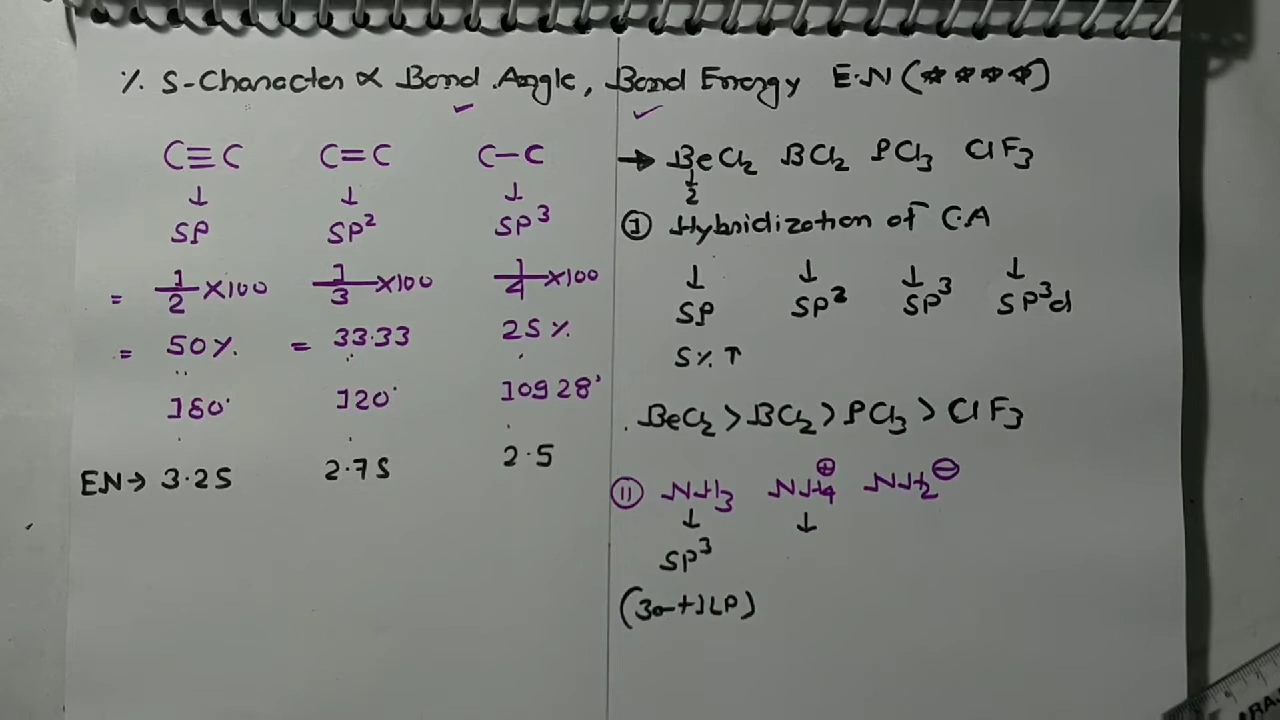 % S-Character ∝ Bond Angle, Bond Energy E.N (****)
C≡C C=C C-C
↓ ↓ ↓
SP SP² SP³
= 1/2 ×100 1/3 ×100 1/4 ×100
= 50% = 33.33 25%
180° 120° 109 28'
EN→ 3.25 2.75 2.5
→ BeCl₂ BCl₂ PCl₃ ClF₃
↓
2
① Hybridization of C.A
↓ ↓ ↓ ↓
SP SP² SP³ SP³d
S% ↑
BeCl₂ > BCl₂ > PCl₃ > ClF₃
⑪ NH₃ NH₄⊕ NH₂⊖
↓ ↓
SP³
(3σ+1LP)
ARA